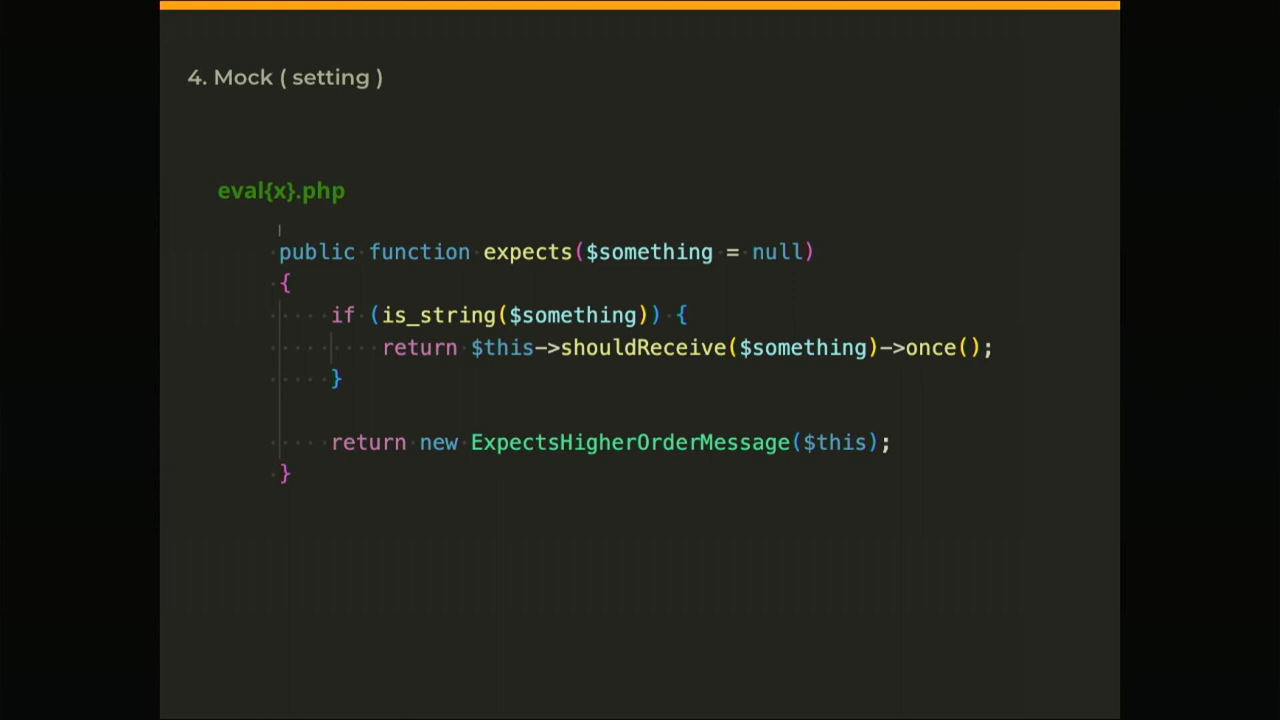 4. Mock ( setting )
eval{x}.php
public function expects($something = null)
{
if (is_string($something)) {
return $this->shouldReceive($something)->once();
}
return new ExpectsHigherOrderMessage($this);
}